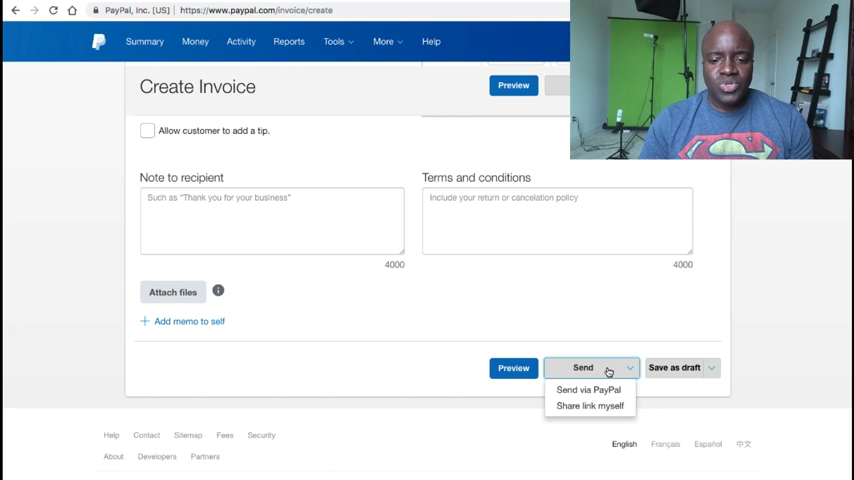 PayPal, Inc. [US] https://www.paypal.com/invoice/create
Summary Money Activity Reports Tools More Help
Create Invoice
Preview
Allow customer to add a tip.
Note to recipient Terms and conditions
Such as "Thank you for your business" Include your return or cancelation policy
4000 4000
Attach files
Add memo to self
Preview Send Save as draft
Send via PayPal
Share link myself
Help Contact Sitemap Fees Security
English Français Español 中文
About Developers Partners